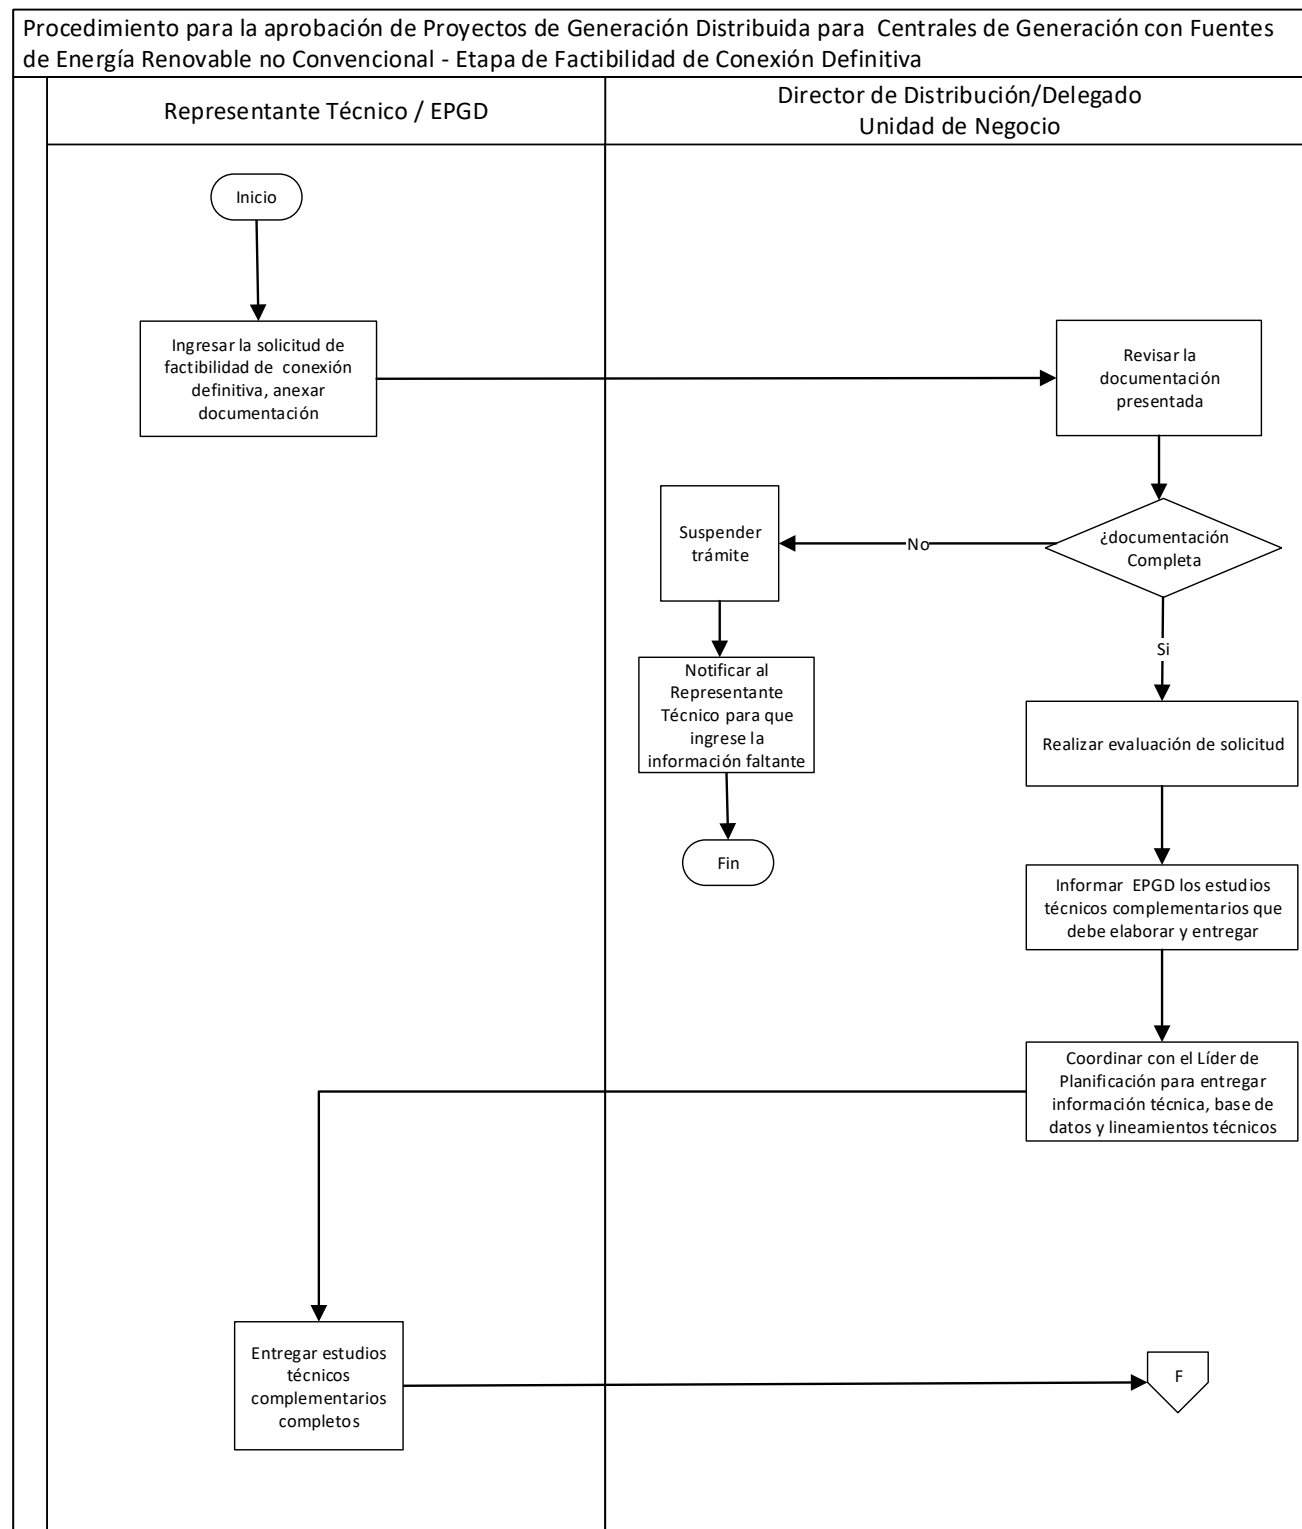 Procedimiento para la aprobación de Proyectos de Generación Distribuida para Centrales de Generación con Fuentes
de Energía Renovable no Convencional - Etapa de Factibilidad de Conexión Definitiva
Representante Técnico / EPGD
Director de Distribución/Delegado
Unidad de Negocio
Inicio
Ingresar la solicitud de
factibilidad de conexión
definitiva, anexar
documentación
Revisar la
documentación
presentada
¿documentación
Completa
No
Suspender
trámite
Notificar al
Representante
Técnico para que
ingrese la
información faltante
Fin
Si
Realizar evaluación de solicitud
Informar EPGD los estudios
técnicos complementarios que
debe elaborar y entregar
Coordinar con el Líder de
Planificación para entregar
información técnica, base de
datos y lineamientos técnicos
Entregar estudios
técnicos
complementarios
completos
F